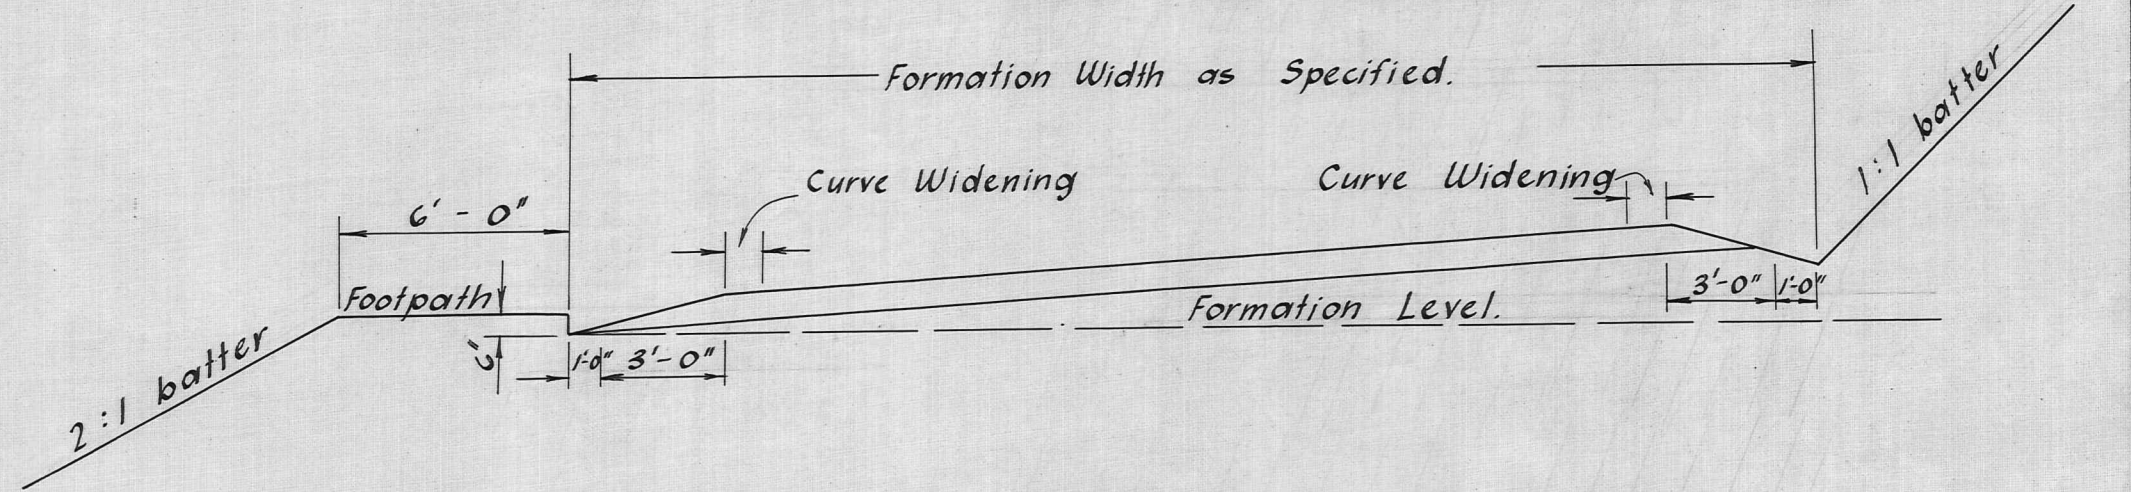 Formation Width as Specified.
1:1 batter
Curve Widening
Curve Widening
6'-0"
3'-0"
1'-0"
Footpath
Formation Level.
1'-0"
3'-0"
2:1 batter